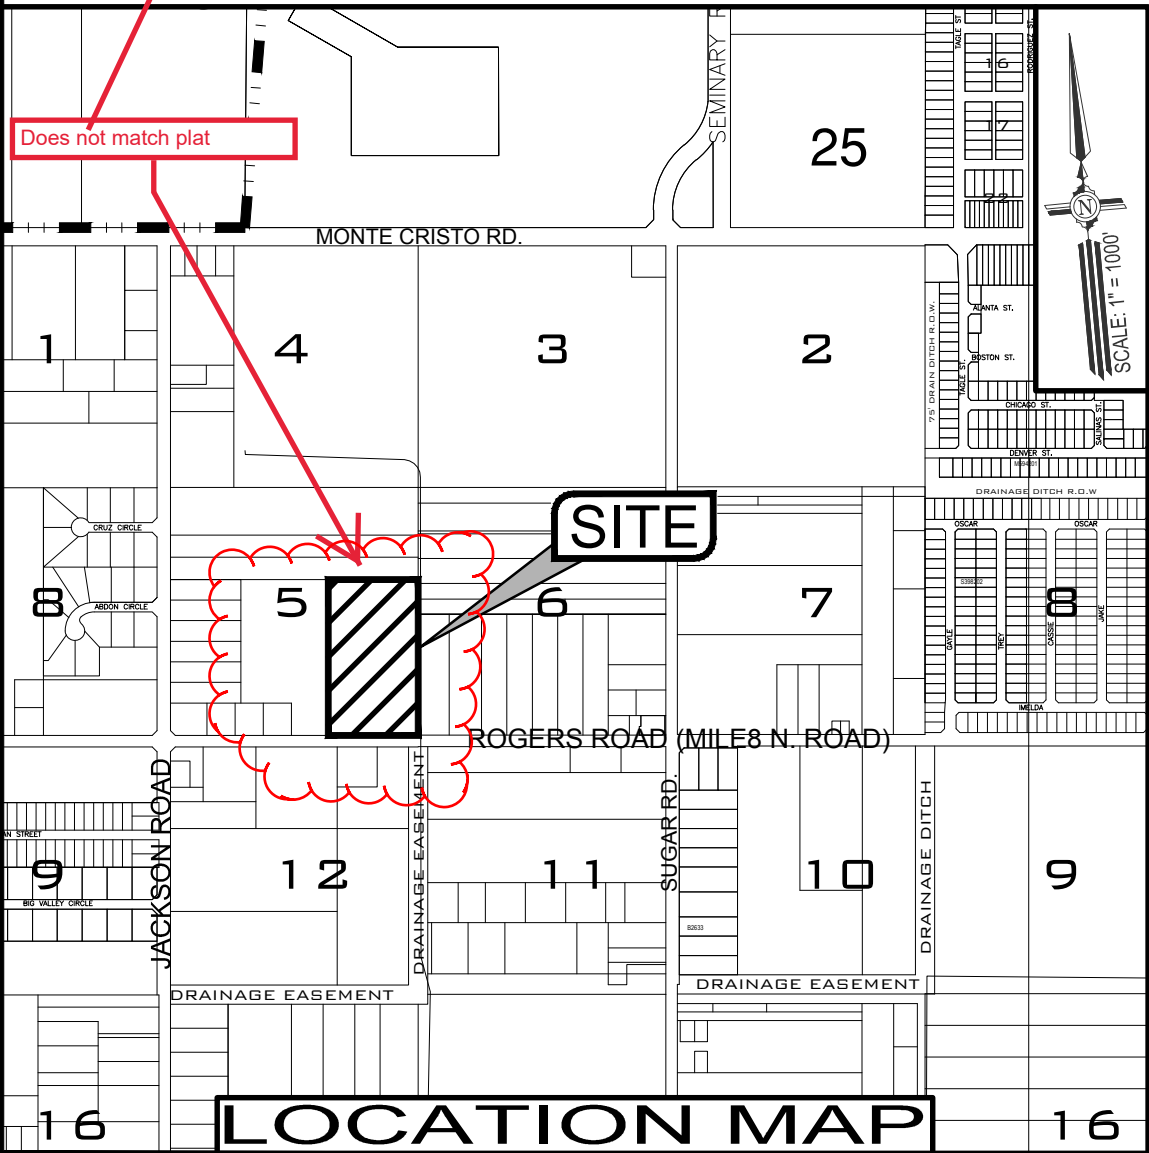 Does not match plat
SEMINARY R
TAGLE ST
RODRIGUEZ ST.
16
17
22
25
N
SCALE: 1" = 1000'
MONTE CRISTO RD.
1
4
3
2
75' DRAIN DITCH R.O.W.
TAGLE ST.
ALANTA ST.
BOSTON ST.
CHICAGO ST.
SALINAS ST.
DENVER ST.
DRAINAGE DITCH R.O.W
SITE
CRUZ CIRCLE
ABDON CIRCLE
OSCAR
OSCAR
8
5
6
7
8
S398202
GAYLE
TREY
CASSIE
JAKE
IMELDA
ROGERS ROAD (MILE8 N. ROAD)
JACKSON ROAD
DRAINAGE EASEMENT
SUGAR RD.
DRAINAGE DITCH
AN STREET
9
12
11
10
9
BIG VALLEY CIRCLE
B2633
DRAINAGE EASEMENT
DRAINAGE EASEMENT
16
LOCATION MAP
16